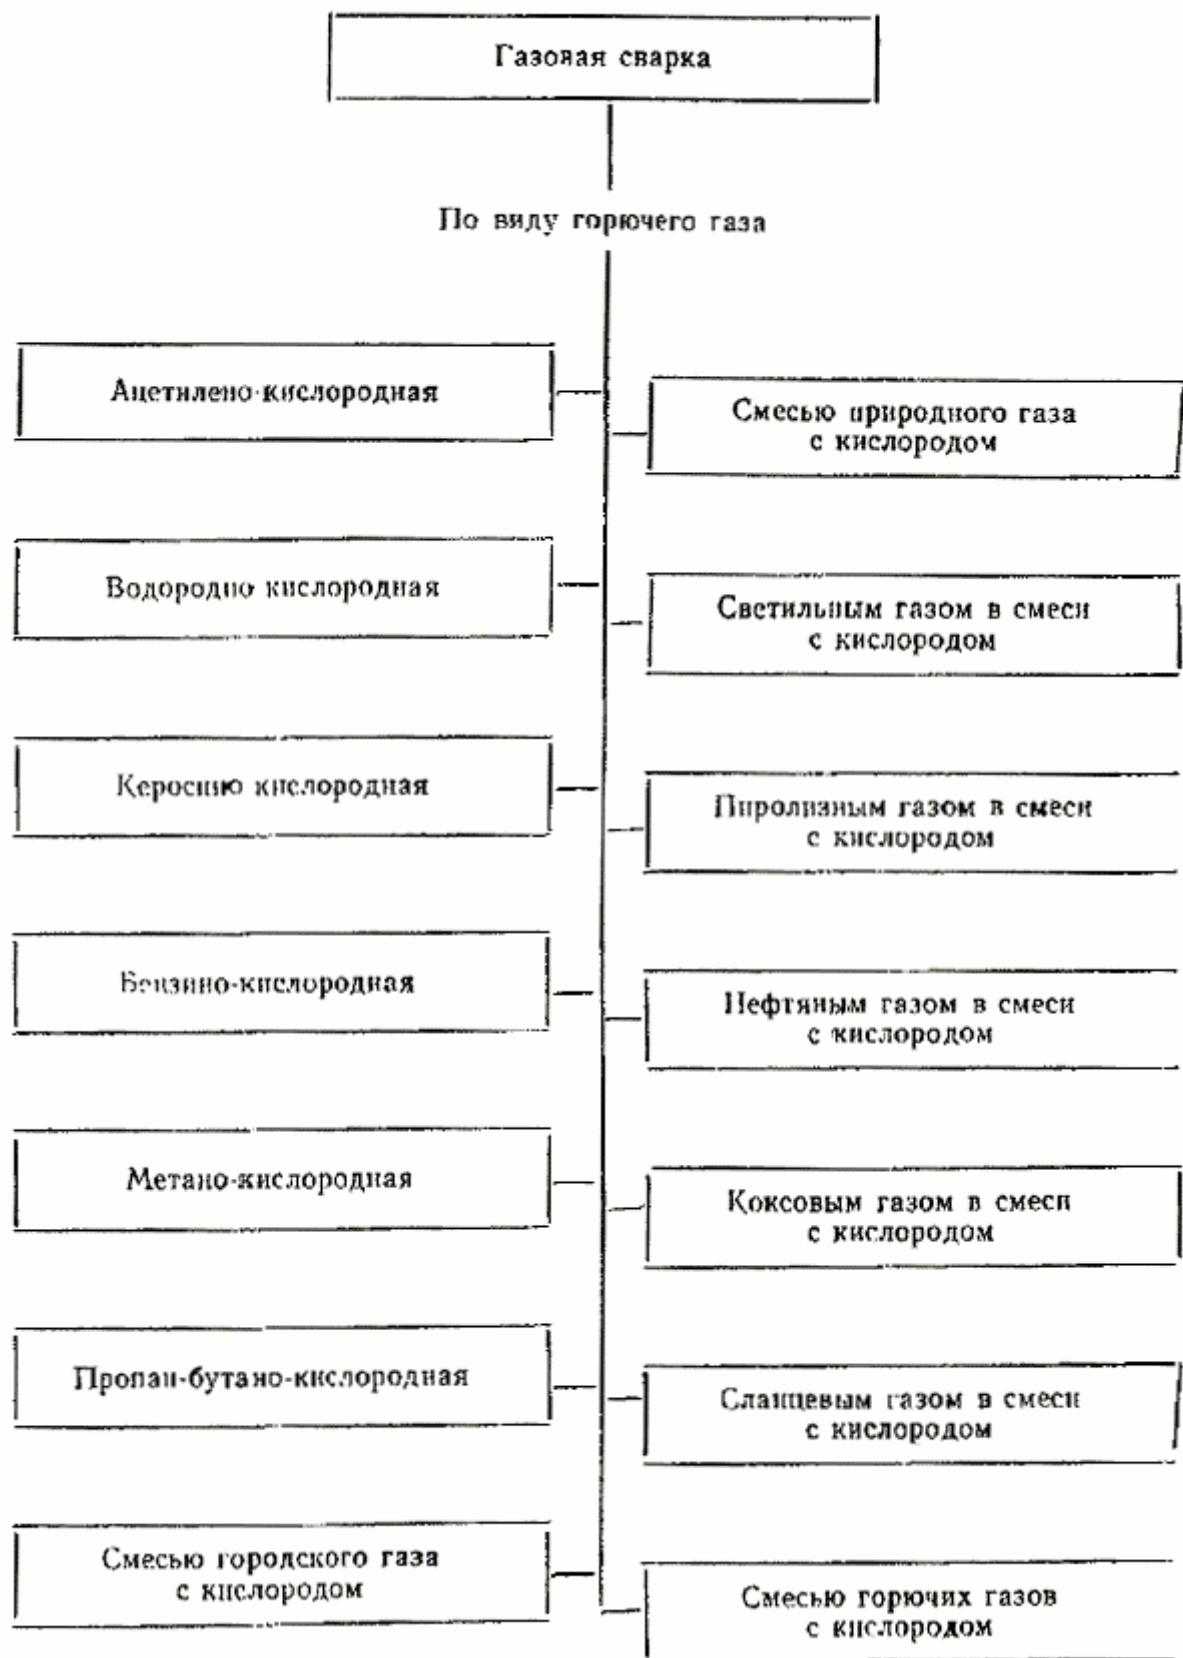 Газовая сварка
По виду горючего газа
Ацетилено-кислородная
Водородно кислородная
Керосино кислородная
Бензино-кислородная
Метано-кислородная
Пропан-бутано-кислородная
Смесью городского газа
с кислородом
Смесью природного газа
с кислородом
Светильным газом в смеси
с кислородом
Пиролизным газом в смеси
с кислородом
Нефтяным газом в смеси
с кислородом
Коксовым газом в смеси
с кислородом
Сланцевым газом в смеси
с кислородом
Смесью горючих газов
с кислородом